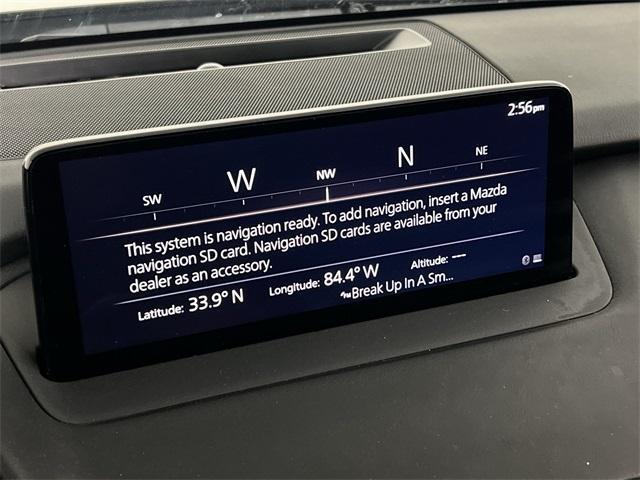 2:56pm
SW W NW N NE
This system is navigation ready. To add navigation, insert a Mazda
navigation SD card. Navigation SD cards are available from your
dealer as an accessory.
Latitude: 33.9° N Longitude: 84.4° W Altitude: ---
Break Up In A Sm...